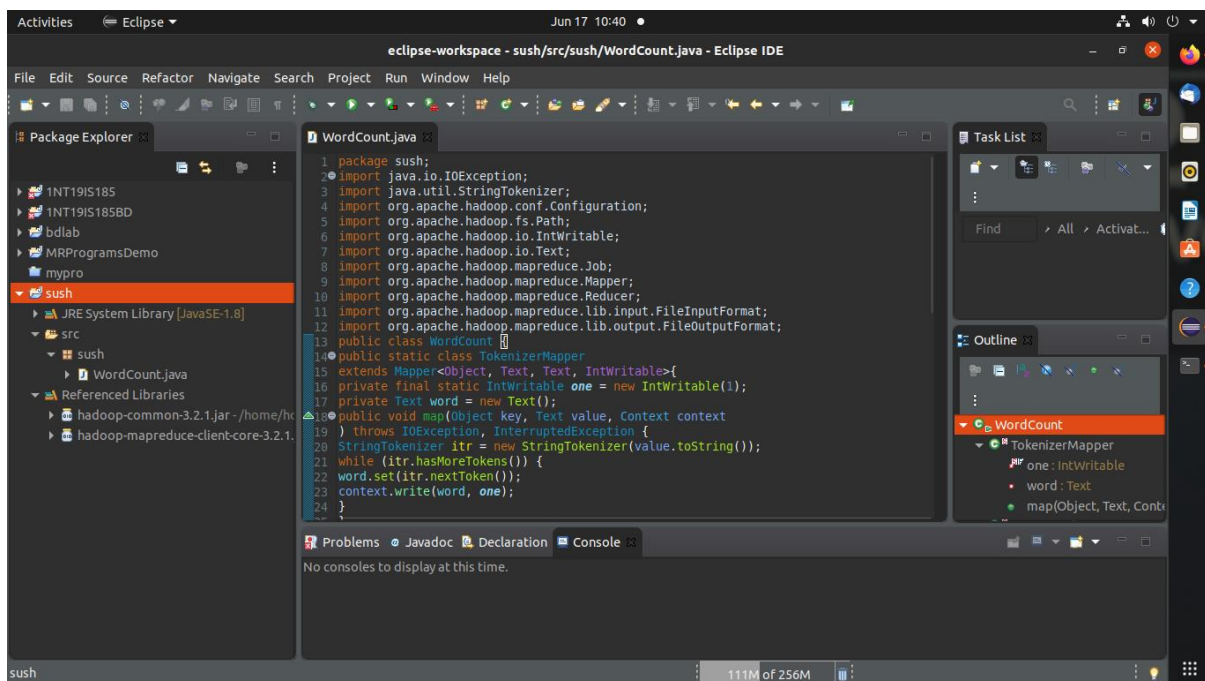 Activities
Eclipse
Jun 17 10:40
eclipse-workspace - sush/src/sush/WordCount.java - Eclipse IDE
File Edit Source Refactor Navigate Search Project Run Window Help
Package Explorer
1NT19IS185
1NT19IS185BD
bdlab
MRProgramsDemo
mypro
sush
JRE System Library [JavaSE-1.8]
src
sush
WordCount.java
Referenced Libraries
hadoop-common-3.2.1.jar - /home/hc
hadoop-mapreduce-client-core-3.2.1.
WordCount.java
1 package sush;
2 import java.io.IOException;
3 import java.util.StringTokenizer;
4 import org.apache.hadoop.conf.Configuration;
5 import org.apache.hadoop.fs.Path;
6 import org.apache.hadoop.io.IntWritable;
7 import org.apache.hadoop.io.Text;
8 import org.apache.hadoop.mapreduce.Job;
9 import org.apache.hadoop.mapreduce.Mapper;
10 import org.apache.hadoop.mapreduce.Reducer;
11 import org.apache.hadoop.mapreduce.lib.input.FileInputFormat;
12 import org.apache.hadoop.mapreduce.lib.output.FileOutputFormat;
13 public class WordCount {
14 public static class TokenizerMapper
15 extends Mapper<Object, Text, Text, IntWritable>{
16 private final static IntWritable one = new IntWritable(1);
17 private Text word = new Text();
18 public void map(Object key, Text value, Context context
19 ) throws IOException, InterruptedException {
20 StringTokenizer itr = new StringTokenizer(value.toString());
21 while (itr.hasMoreTokens()) {
22 word.set(itr.nextToken());
23 context.write(word, one);
24 }
Task List
Find All Activat...
Outline
WordCount
TokenizerMapper
one : IntWritable
word : Text
map(Object, Text, Conte
Problems Javadoc Declaration Console
No consoles to display at this time.
sush
111M of 256M